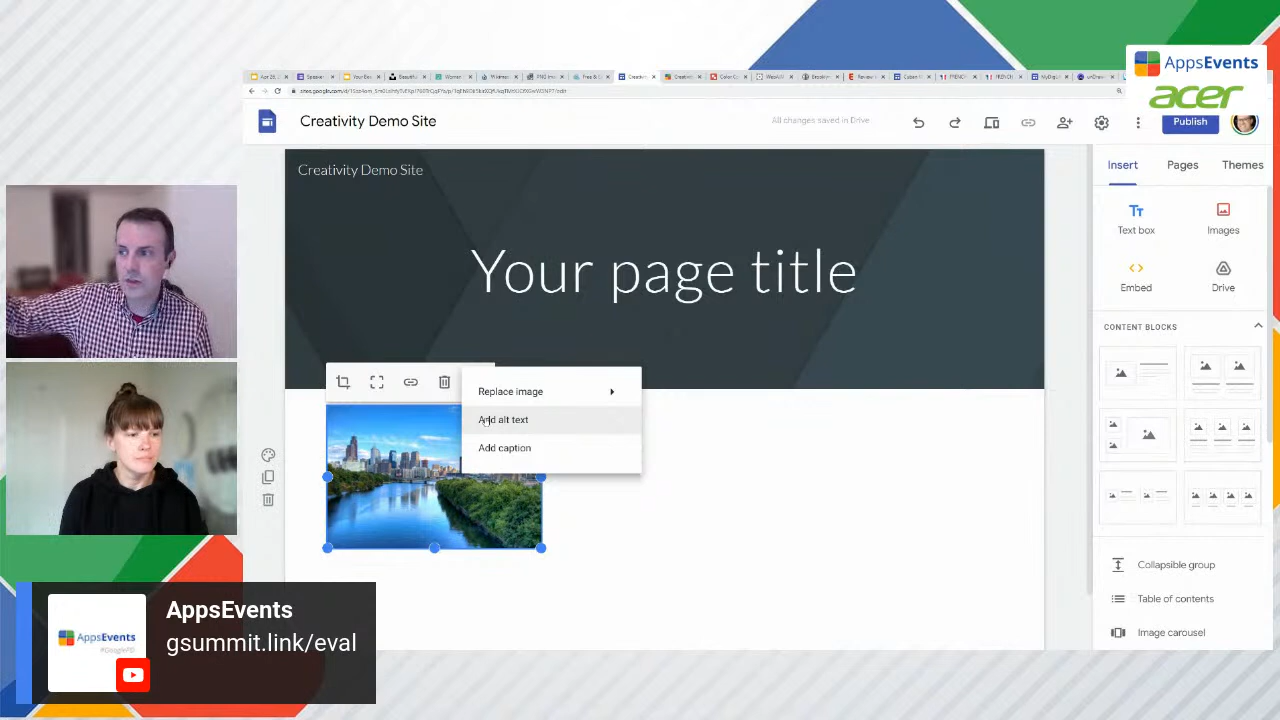 AppsEvents
acer
Creativity Demo Site
All changes saved in Drive
Publish
Creativity Demo Site
Your page title
Insert
Pages
Themes
Text box
Images
Embed
Drive
CONTENT BLOCKS
Replace image
Add alt text
Add caption
Collapsible group
Table of contents
Image carousel
AppsEvents
AppsEvents
gsummit.link/eval